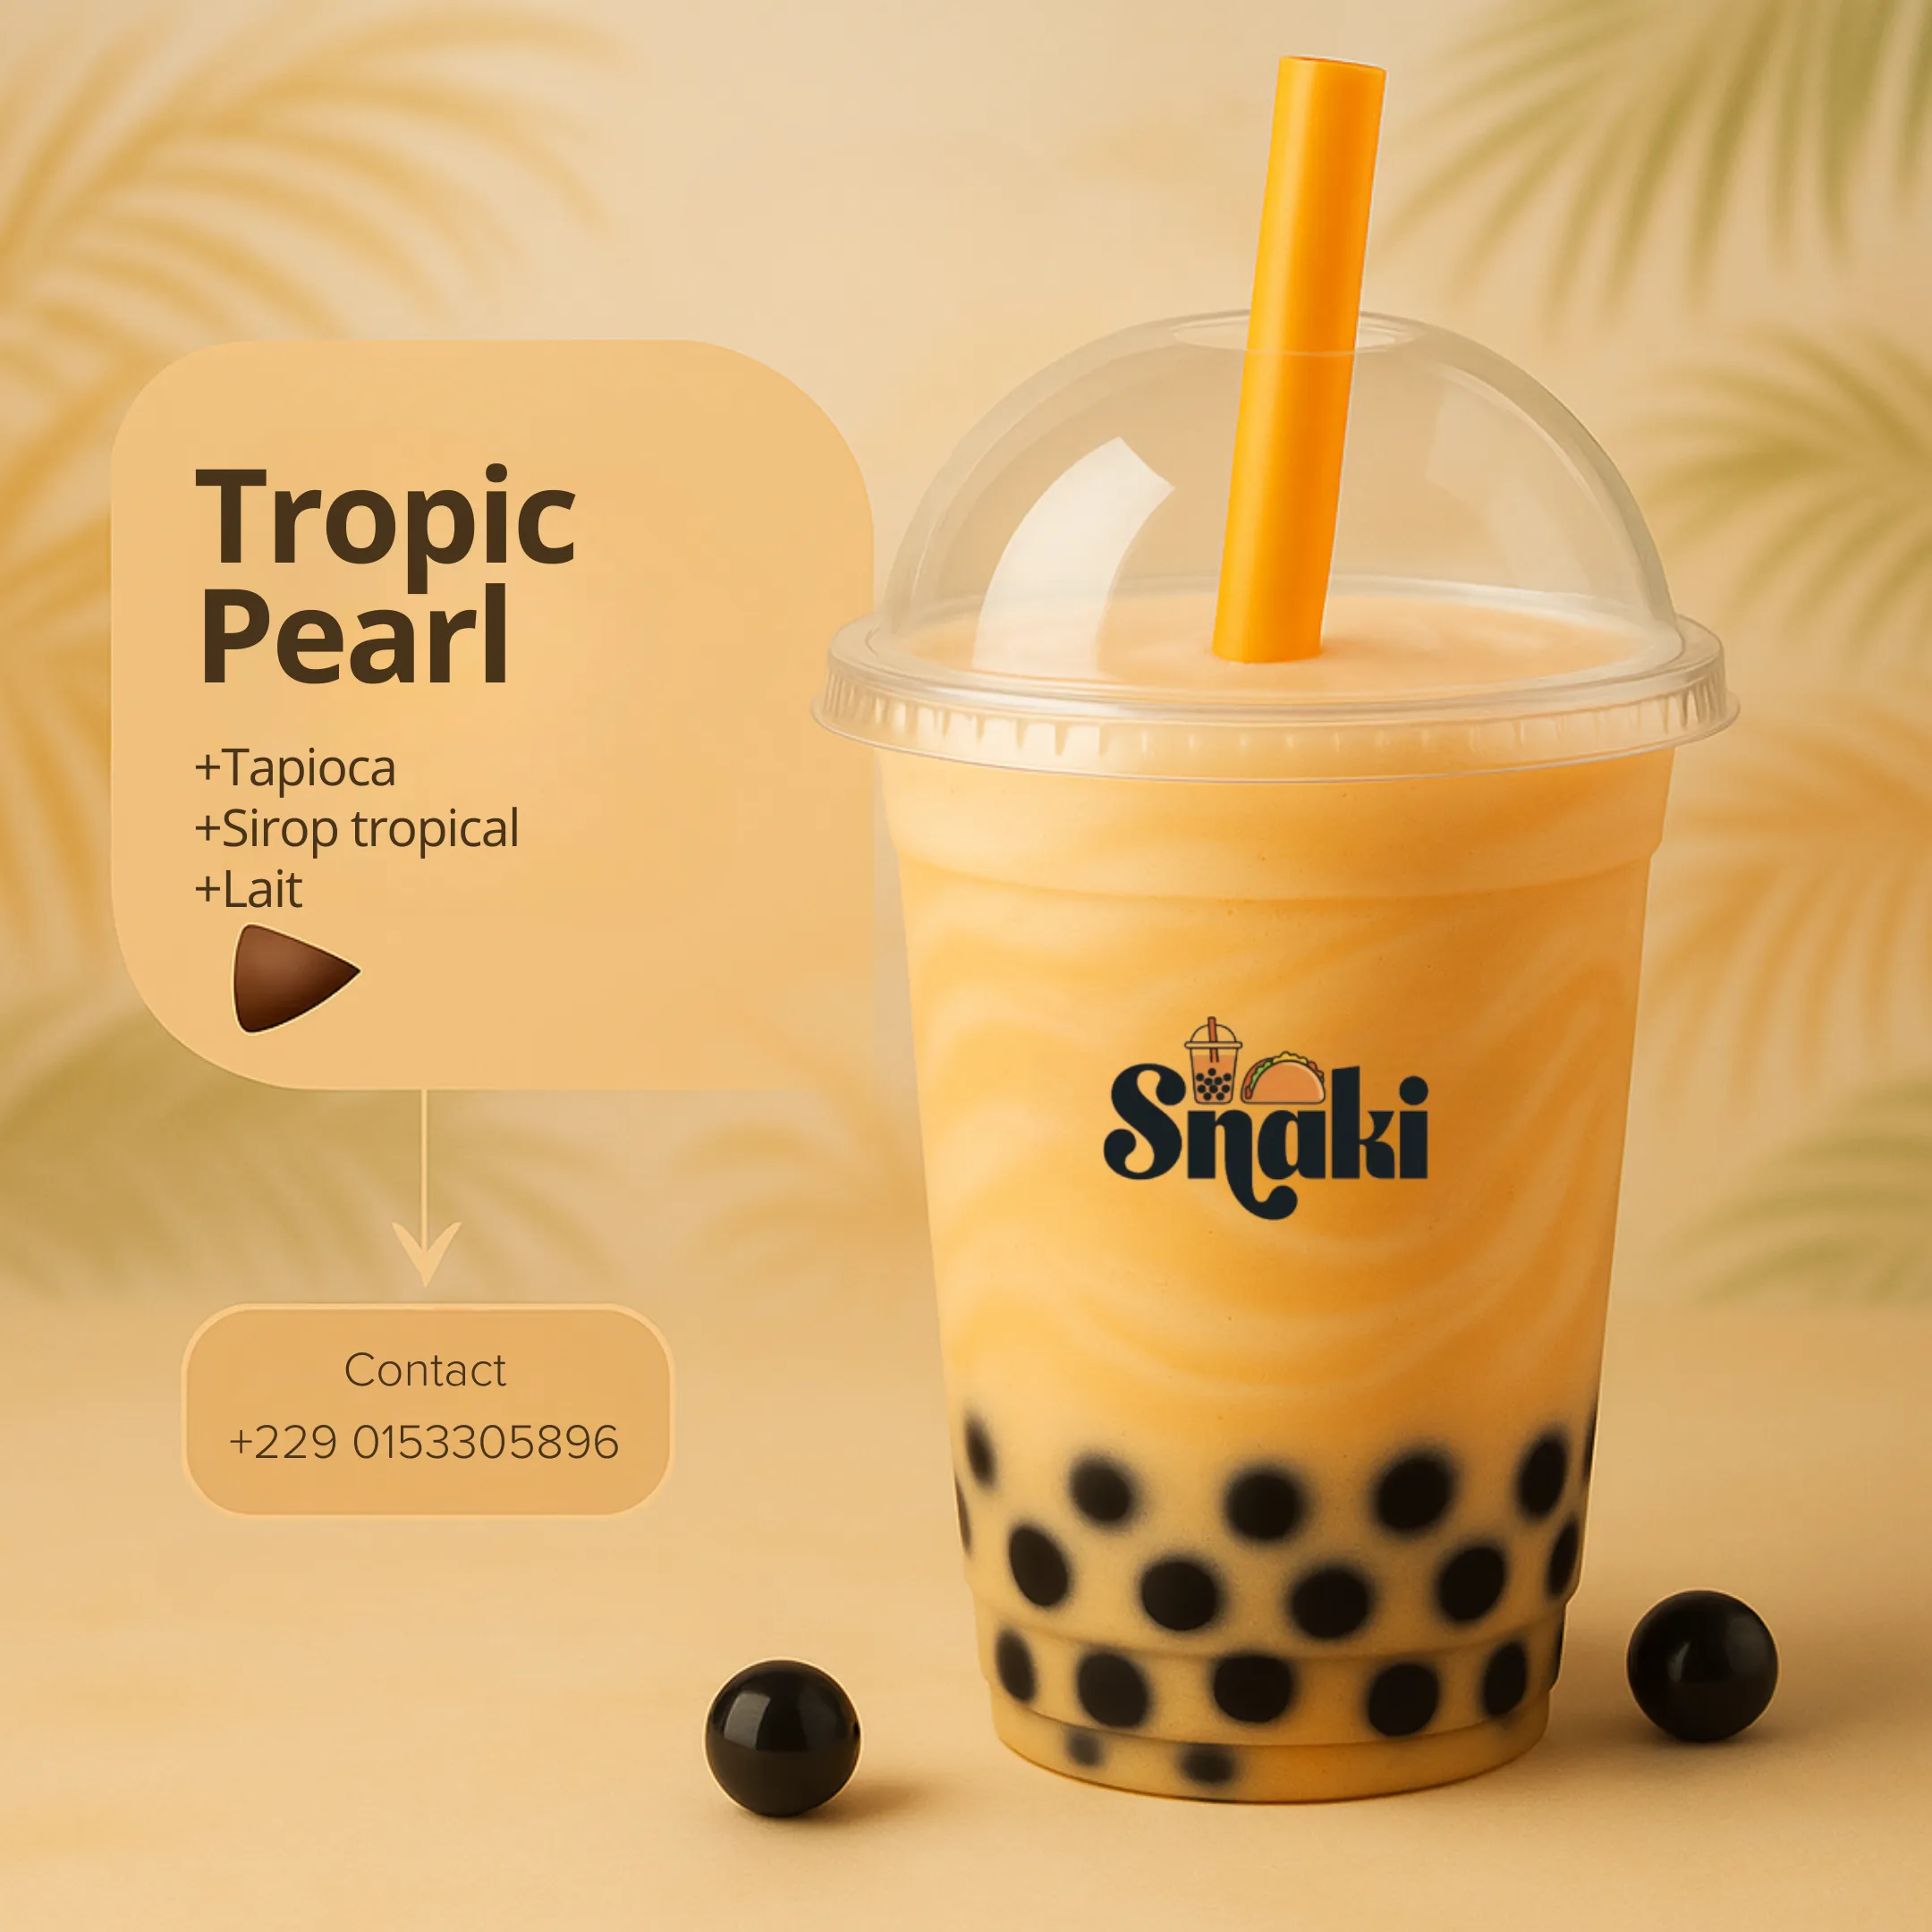 Tropic
Pearl
+Tapioca
+Sirop tropical
+Lait
Snaki
Contact
+229 0153305896